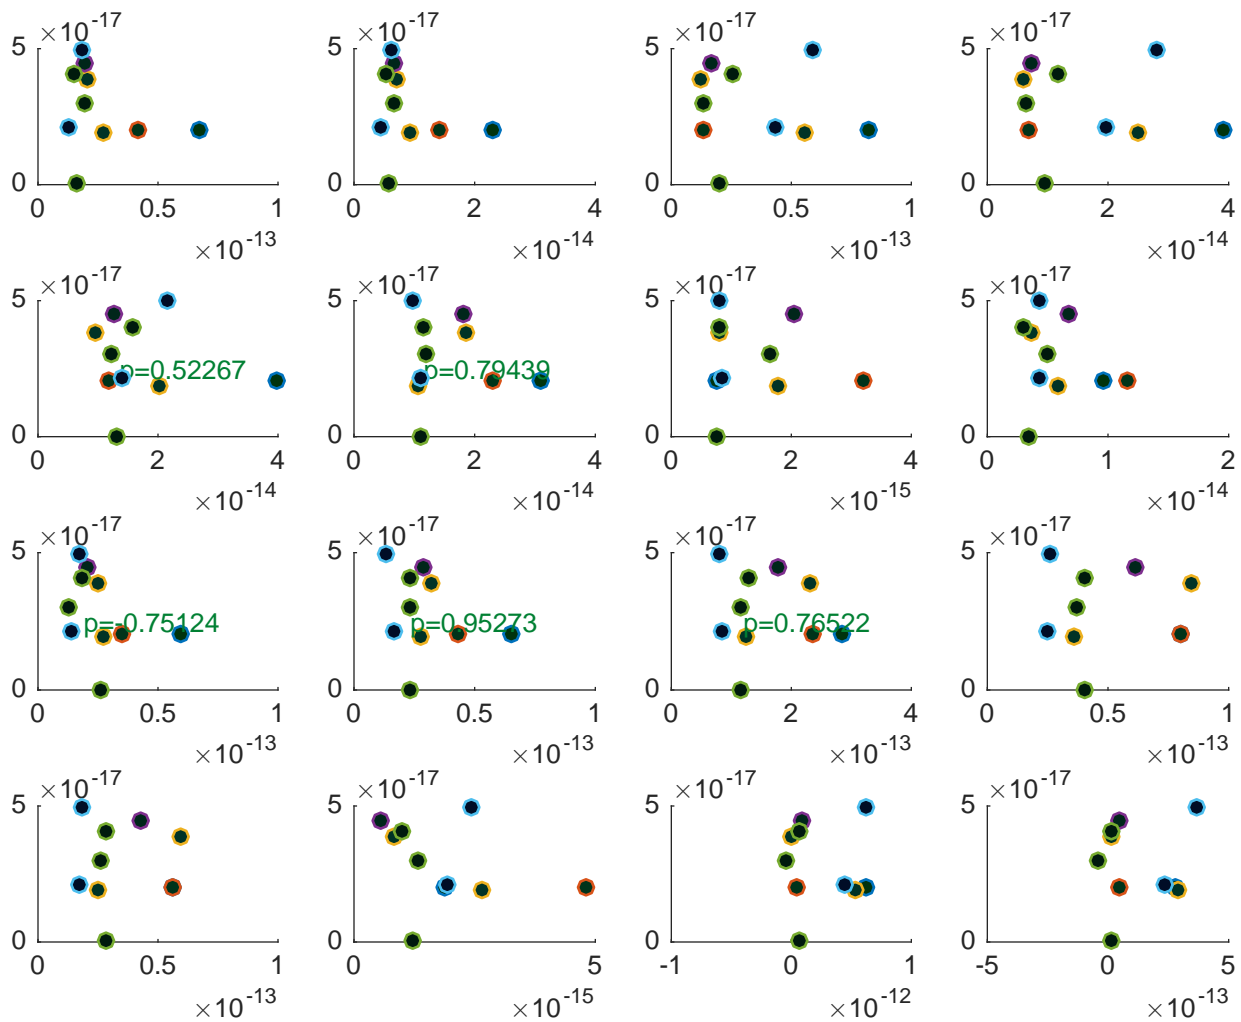 ×10-17 ×10-17 ×10-17 ×10-17
5 5 5 5
0 0 0 0
0 0.5 1 0 2 4 0 0.5 1 0 2 4
×10-13 ×10-14 ×10-13 ×10-14
×10-17 ×10-17 ×10-17 ×10-17
5 5 5 5
p=0.52267 p=0.79439
0 0 0 0
0 2 4 0 2 4 0 2 4 0 1 2
×10-14 ×10-14 ×10-15 ×10-14
×10-17 ×10-17 ×10-17 ×10-17
5 5 5 5
p=-0.75124 p=0.95273 p=0.76522
0 0 0 0
0 0.5 1 0 0.5 1 0 2 4 0 0.5 1
×10-13 ×10-13 ×10-13 ×10-13
×10-17 ×10-17 ×10-17 ×10-17
5 5 5 5
0 0 0 0
0 0.5 1 0 5 -1 0 1 -5 0 5
×10-13 ×10-15 ×10-12 ×10-13